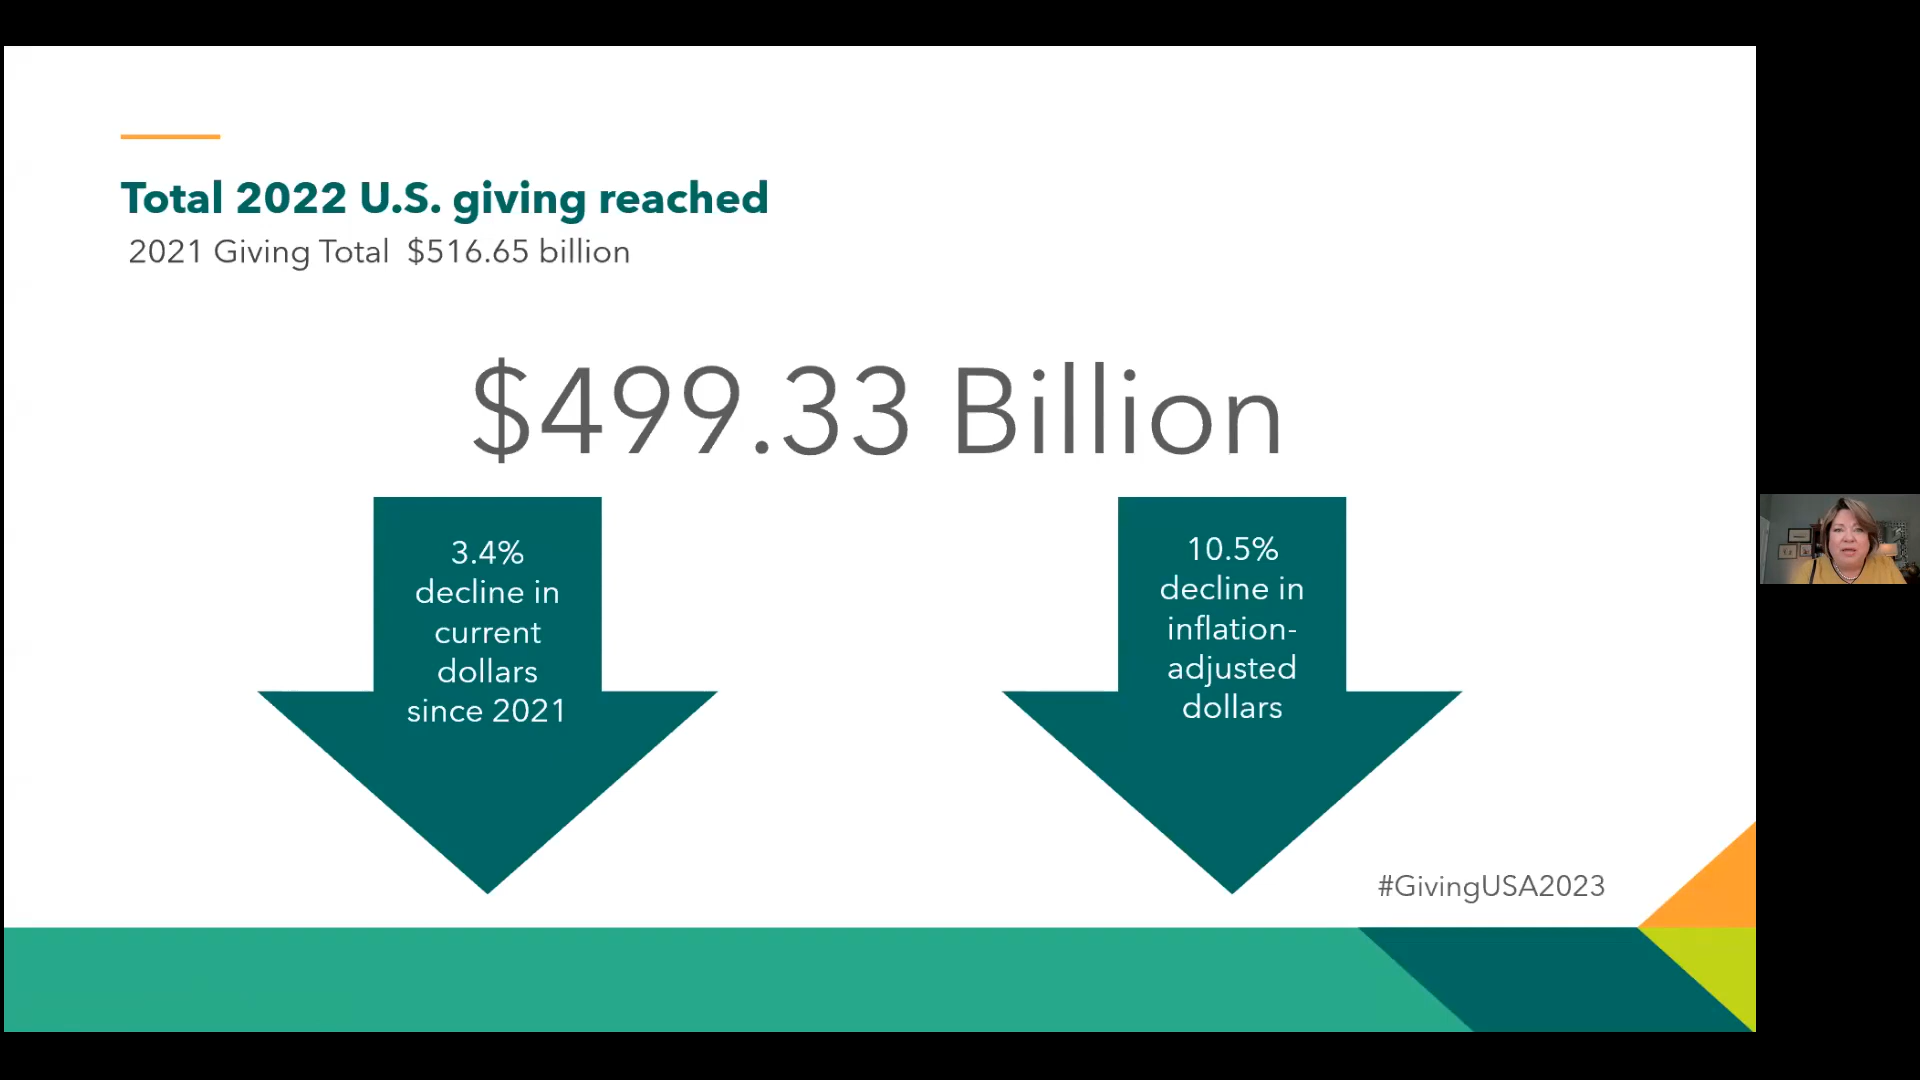 Total 2022 U.S. giving reached
2021 Giving Total $516.65 billion
$499.33 Billion
3.4%
decline in
current
dollars
since 2021
10.5%
decline in
inflation-
adjusted
dollars
#GivingUSA2023